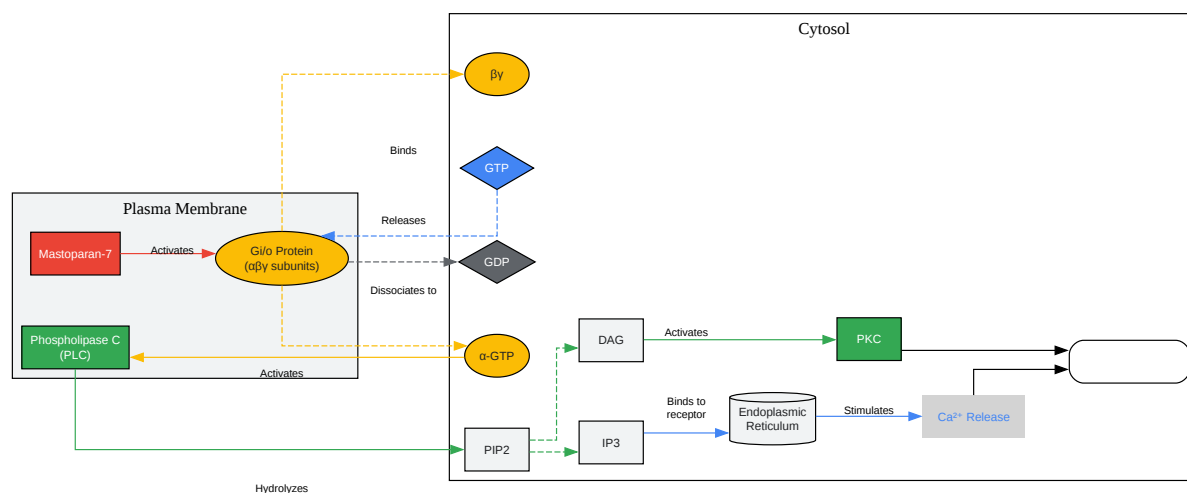 Cytosol
βγ
Binds
GTP
Plasma Membrane
Releases
Mastoparan-7
Activates
Gi/o Protein
(αβγ subunits)
GDP
Dissociates to
Phospholipase C
(PLC)
Activates
α-GTP
DAG
Activates
PKC
Binds to
receptor
Endoplasmic
Reticulum
Stimulates
Ca²⁺ Release
PIP2
IP3
Hydrolyzes